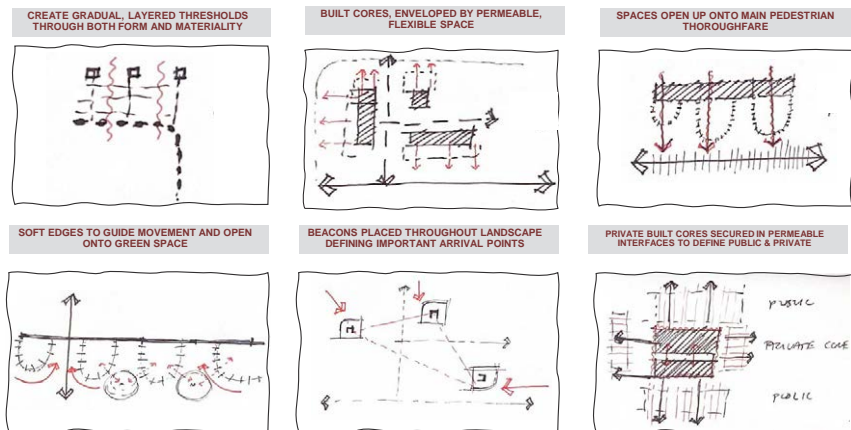 CREATE GRADUAL, LAYERED THRESHOLDS
THROUGH BOTH FORM AND MATERIALITY
BUILT CORES, ENVELOPED BY PERMEABLE,
FLEXIBLE SPACE
SPACES OPEN UP ONTO MAIN PEDESTRIAN
THOROUGHFARE
SOFT EDGES TO GUIDE MOVEMENT AND OPEN
ONTO GREEN SPACE
BEACONS PLACED THROUGHOUT LANDSCAPE
DEFINING IMPORTANT ARRIVAL POINTS
PRIVATE BUILT CORES SECURED IN PERMEABLE
INTERFACES TO DEFINE PUBLIC & PRIVATE
PUBLIC
PRIVATE CORE
PUBLIC